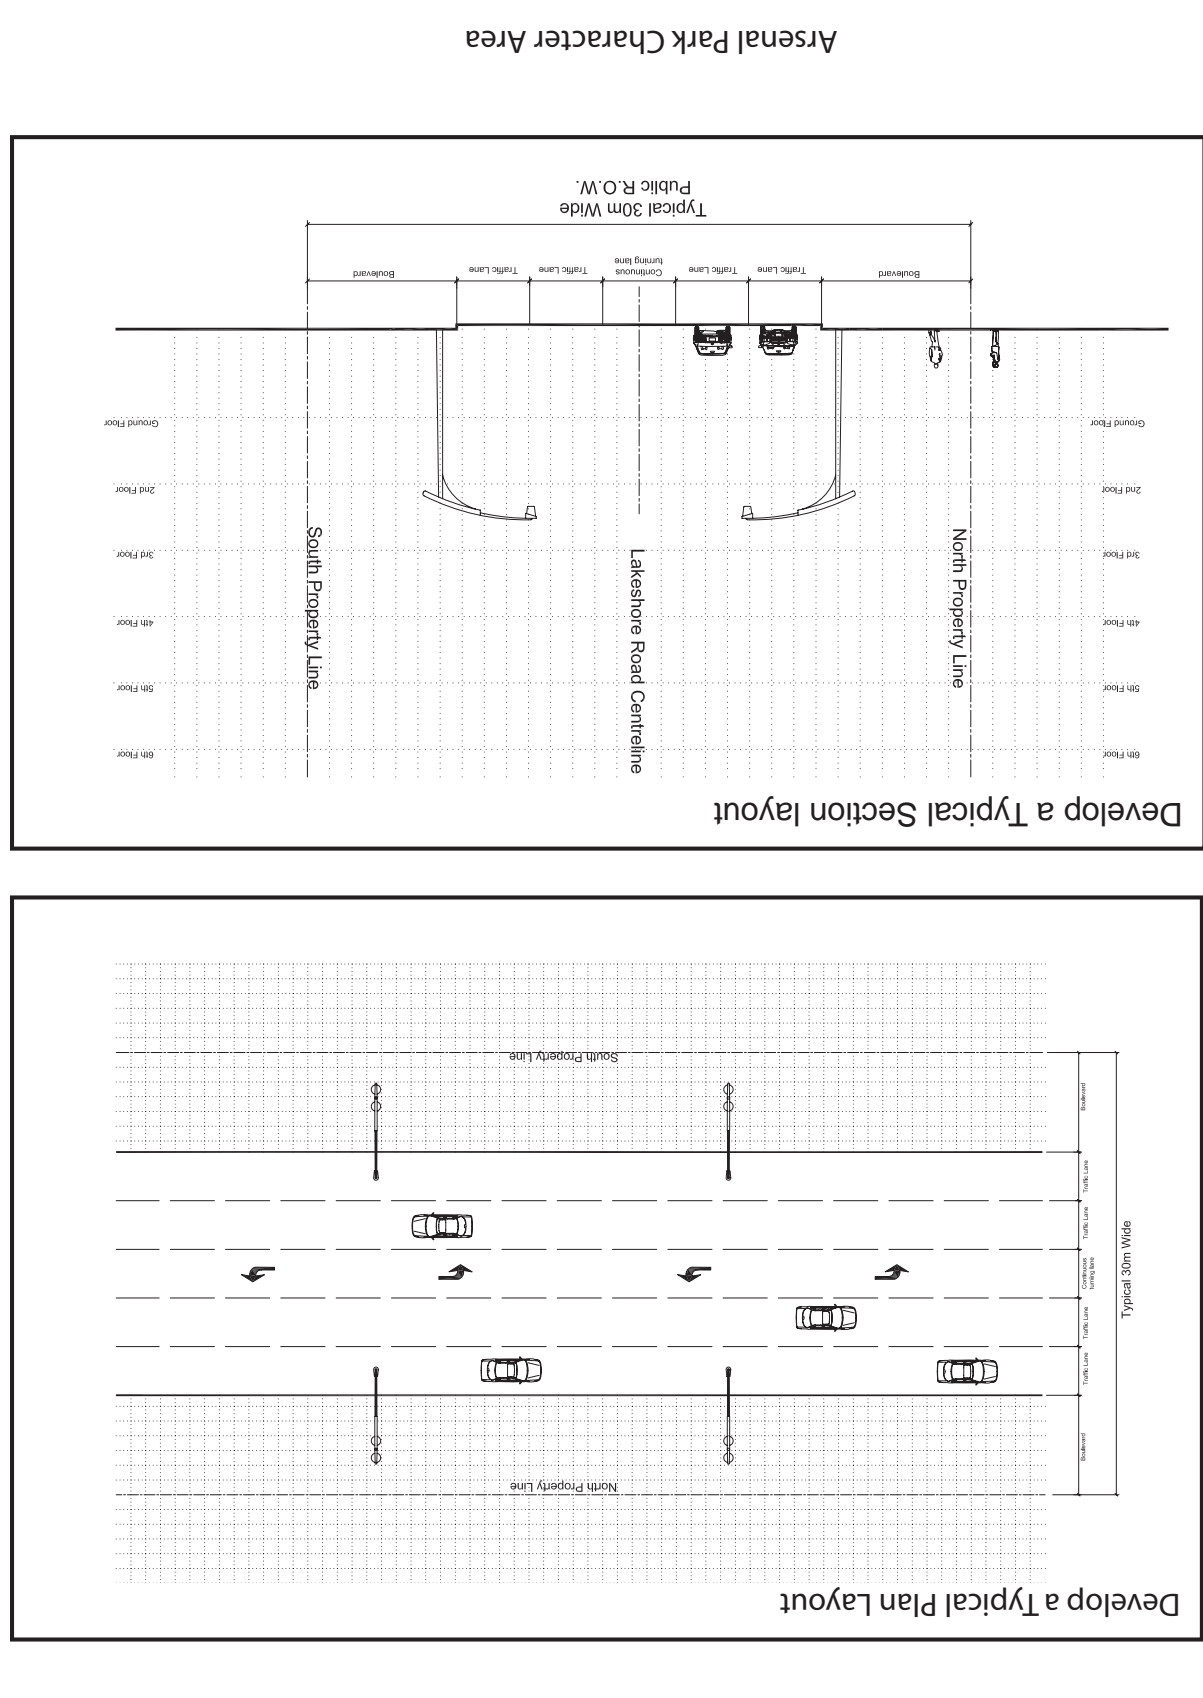 Develop a Typical Plan Layout
North Property Line
Boulevard
Traffic Lane
Traffic Lane
Continuous
turning lane
Traffic Lane
Traffic Lane
Boulevard
Typical 30m Wide
South Property Line
Develop a Typical Section layout
6th Floor
6th Floor
5th Floor
5th Floor
4th Floor
4th Floor
3rd Floor
3rd Floor
2nd Floor
2nd Floor
Ground Floor
Ground Floor
North Property Line
Lakeshore Road Centreline
South Property Line
Boulevard
Traffic Lane
Traffic Lane
Continuous
turning lane
Traffic Lane
Traffic Lane
Boulevard
Typical 30m Wide
Public R.O.W.
Arsenal Park Character Area